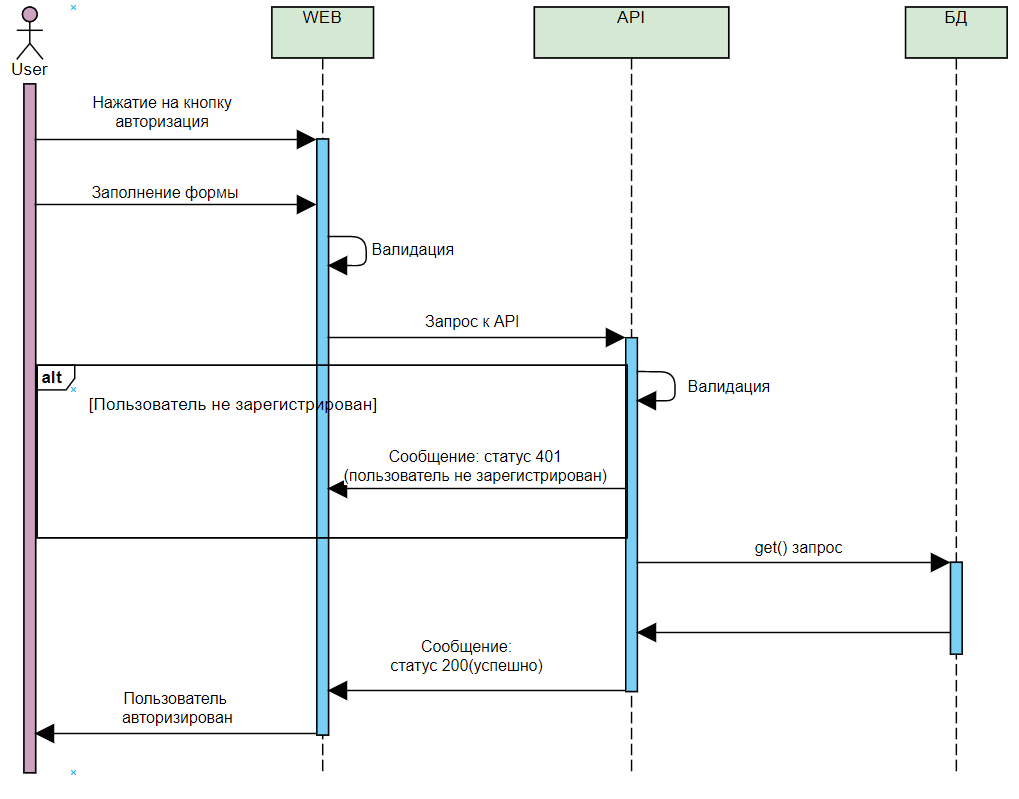 User
WEB
API
БД
Нажатие на кнопку
авторизация
Заполнение формы
Валидация
Запрос к API
alt
[Пользователь не зарегистрирован]
Валидация
Сообщение: статус 401
(пользователь не зарегистрирован)
get() запрос
Сообщение:
статус 200(успешно)
Пользователь
авторизирован